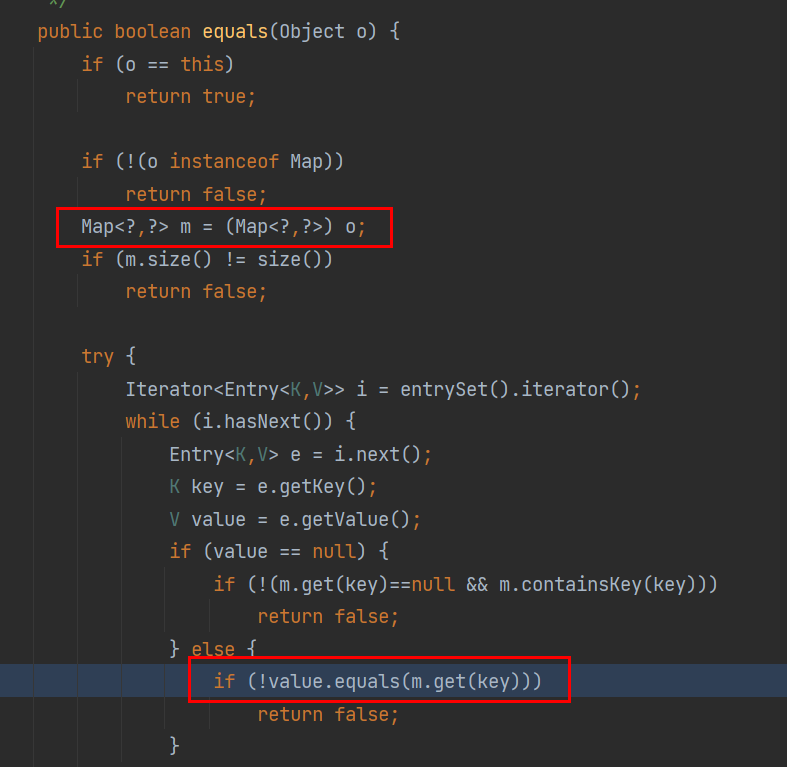 */
public boolean equals(Object o) {
if (o == this)
return true;
if (!(o instanceof Map))
return false;
Map<?,?> m = (Map<?,?>) o;
if (m.size() != size())
return false;
try {
Iterator<Entry<K,V>> i = entrySet().iterator();
while (i.hasNext()) {
Entry<K,V> e = i.next();
K key = e.getKey();
V value = e.getValue();
if (value == null) {
if (!(m.get(key)==null && m.containsKey(key)))
return false;
} else {
if (!value.equals(m.get(key)))
return false;
}